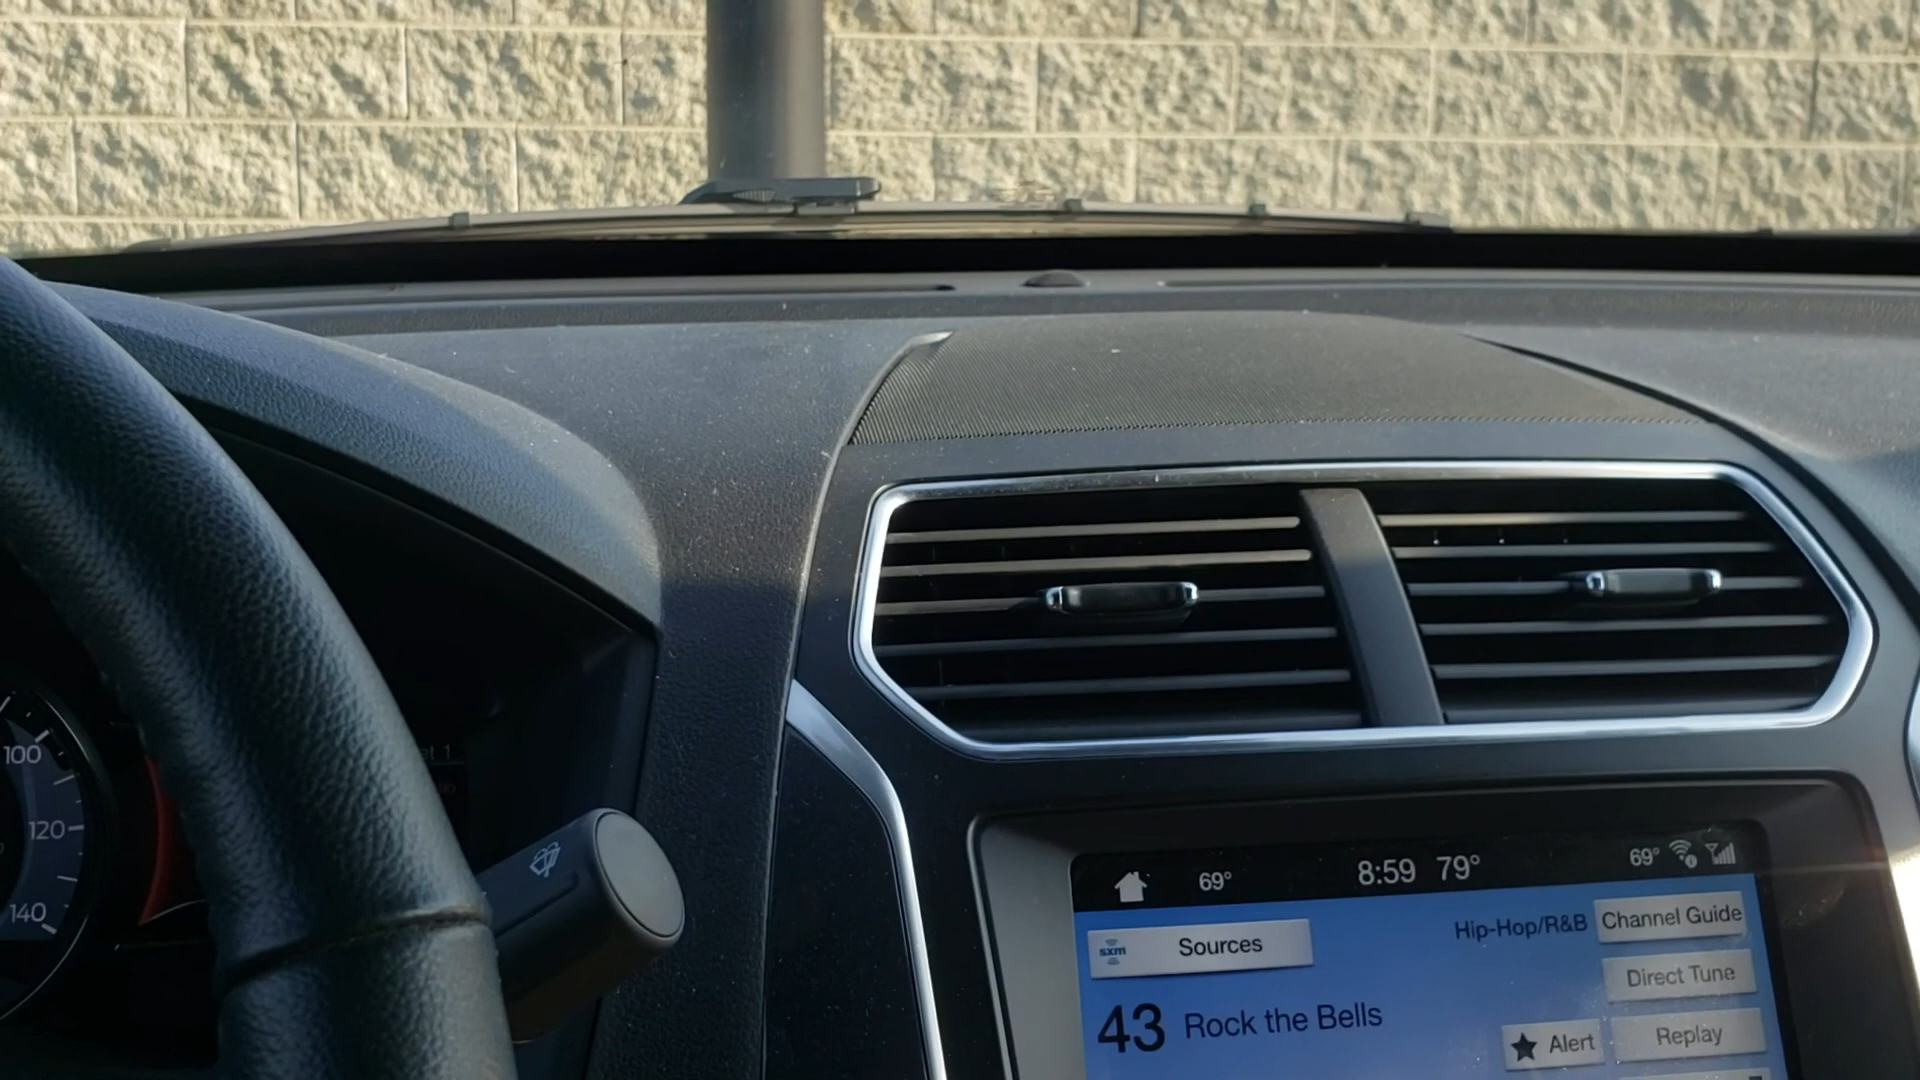 100
120
140
69° 8:59 79° 69°
sxm Sources
Hip-Hop/R&B
Channel Guide
Direct Tune
43 Rock the Bells
Alert
Replay